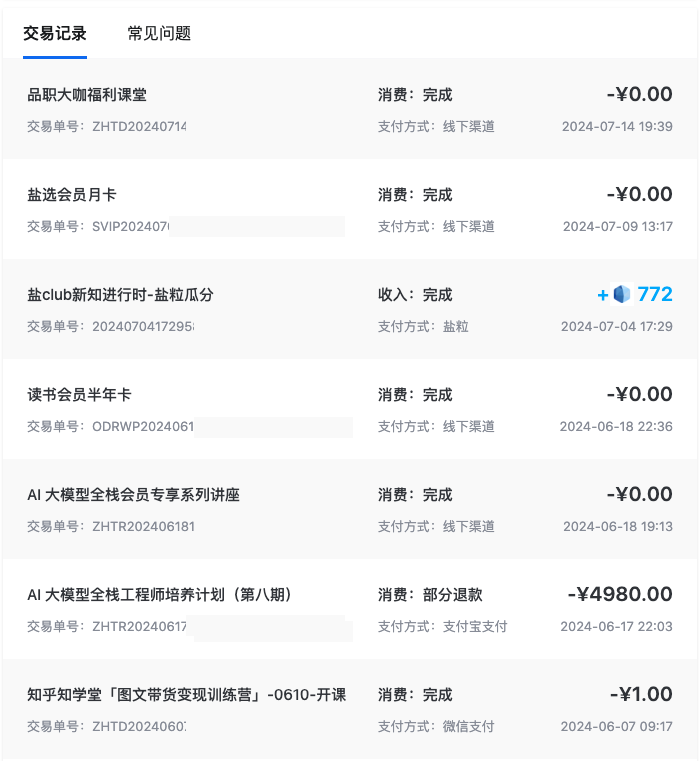 交易记录 常见问题
品职大咖福利课堂 消费：完成 -¥0.00
交易单号：ZHTD20240714 支付方式：线下渠道 2024-07-14 19:39
盐选会员月卡 消费：完成 -¥0.00
交易单号：SVIP202407 支付方式：线下渠道 2024-07-09 13:17
盐club新知进行时-盐粒瓜分 收入：完成 + 772
交易单号：2024070417295 支付方式：盐粒 2024-07-04 17:29
读书会员半年卡 消费：完成 -¥0.00
交易单号：ODRWP2024061 支付方式：线下渠道 2024-06-18 22:36
AI 大模型全栈会员专享系列讲座 消费：完成 -¥0.00
交易单号：ZHTR202406181 支付方式：线下渠道 2024-06-18 19:13
AI 大模型全栈工程师培养计划（第八期） 消费：部分退款 -¥4980.00
交易单号：ZHTR20240617 支付方式：支付宝支付 2024-06-17 22:03
知乎知学堂「图文带货变现训练营」-0610-开课 消费：完成 -¥1.00
交易单号：ZHTD2024060 支付方式：微信支付 2024-06-07 09:17